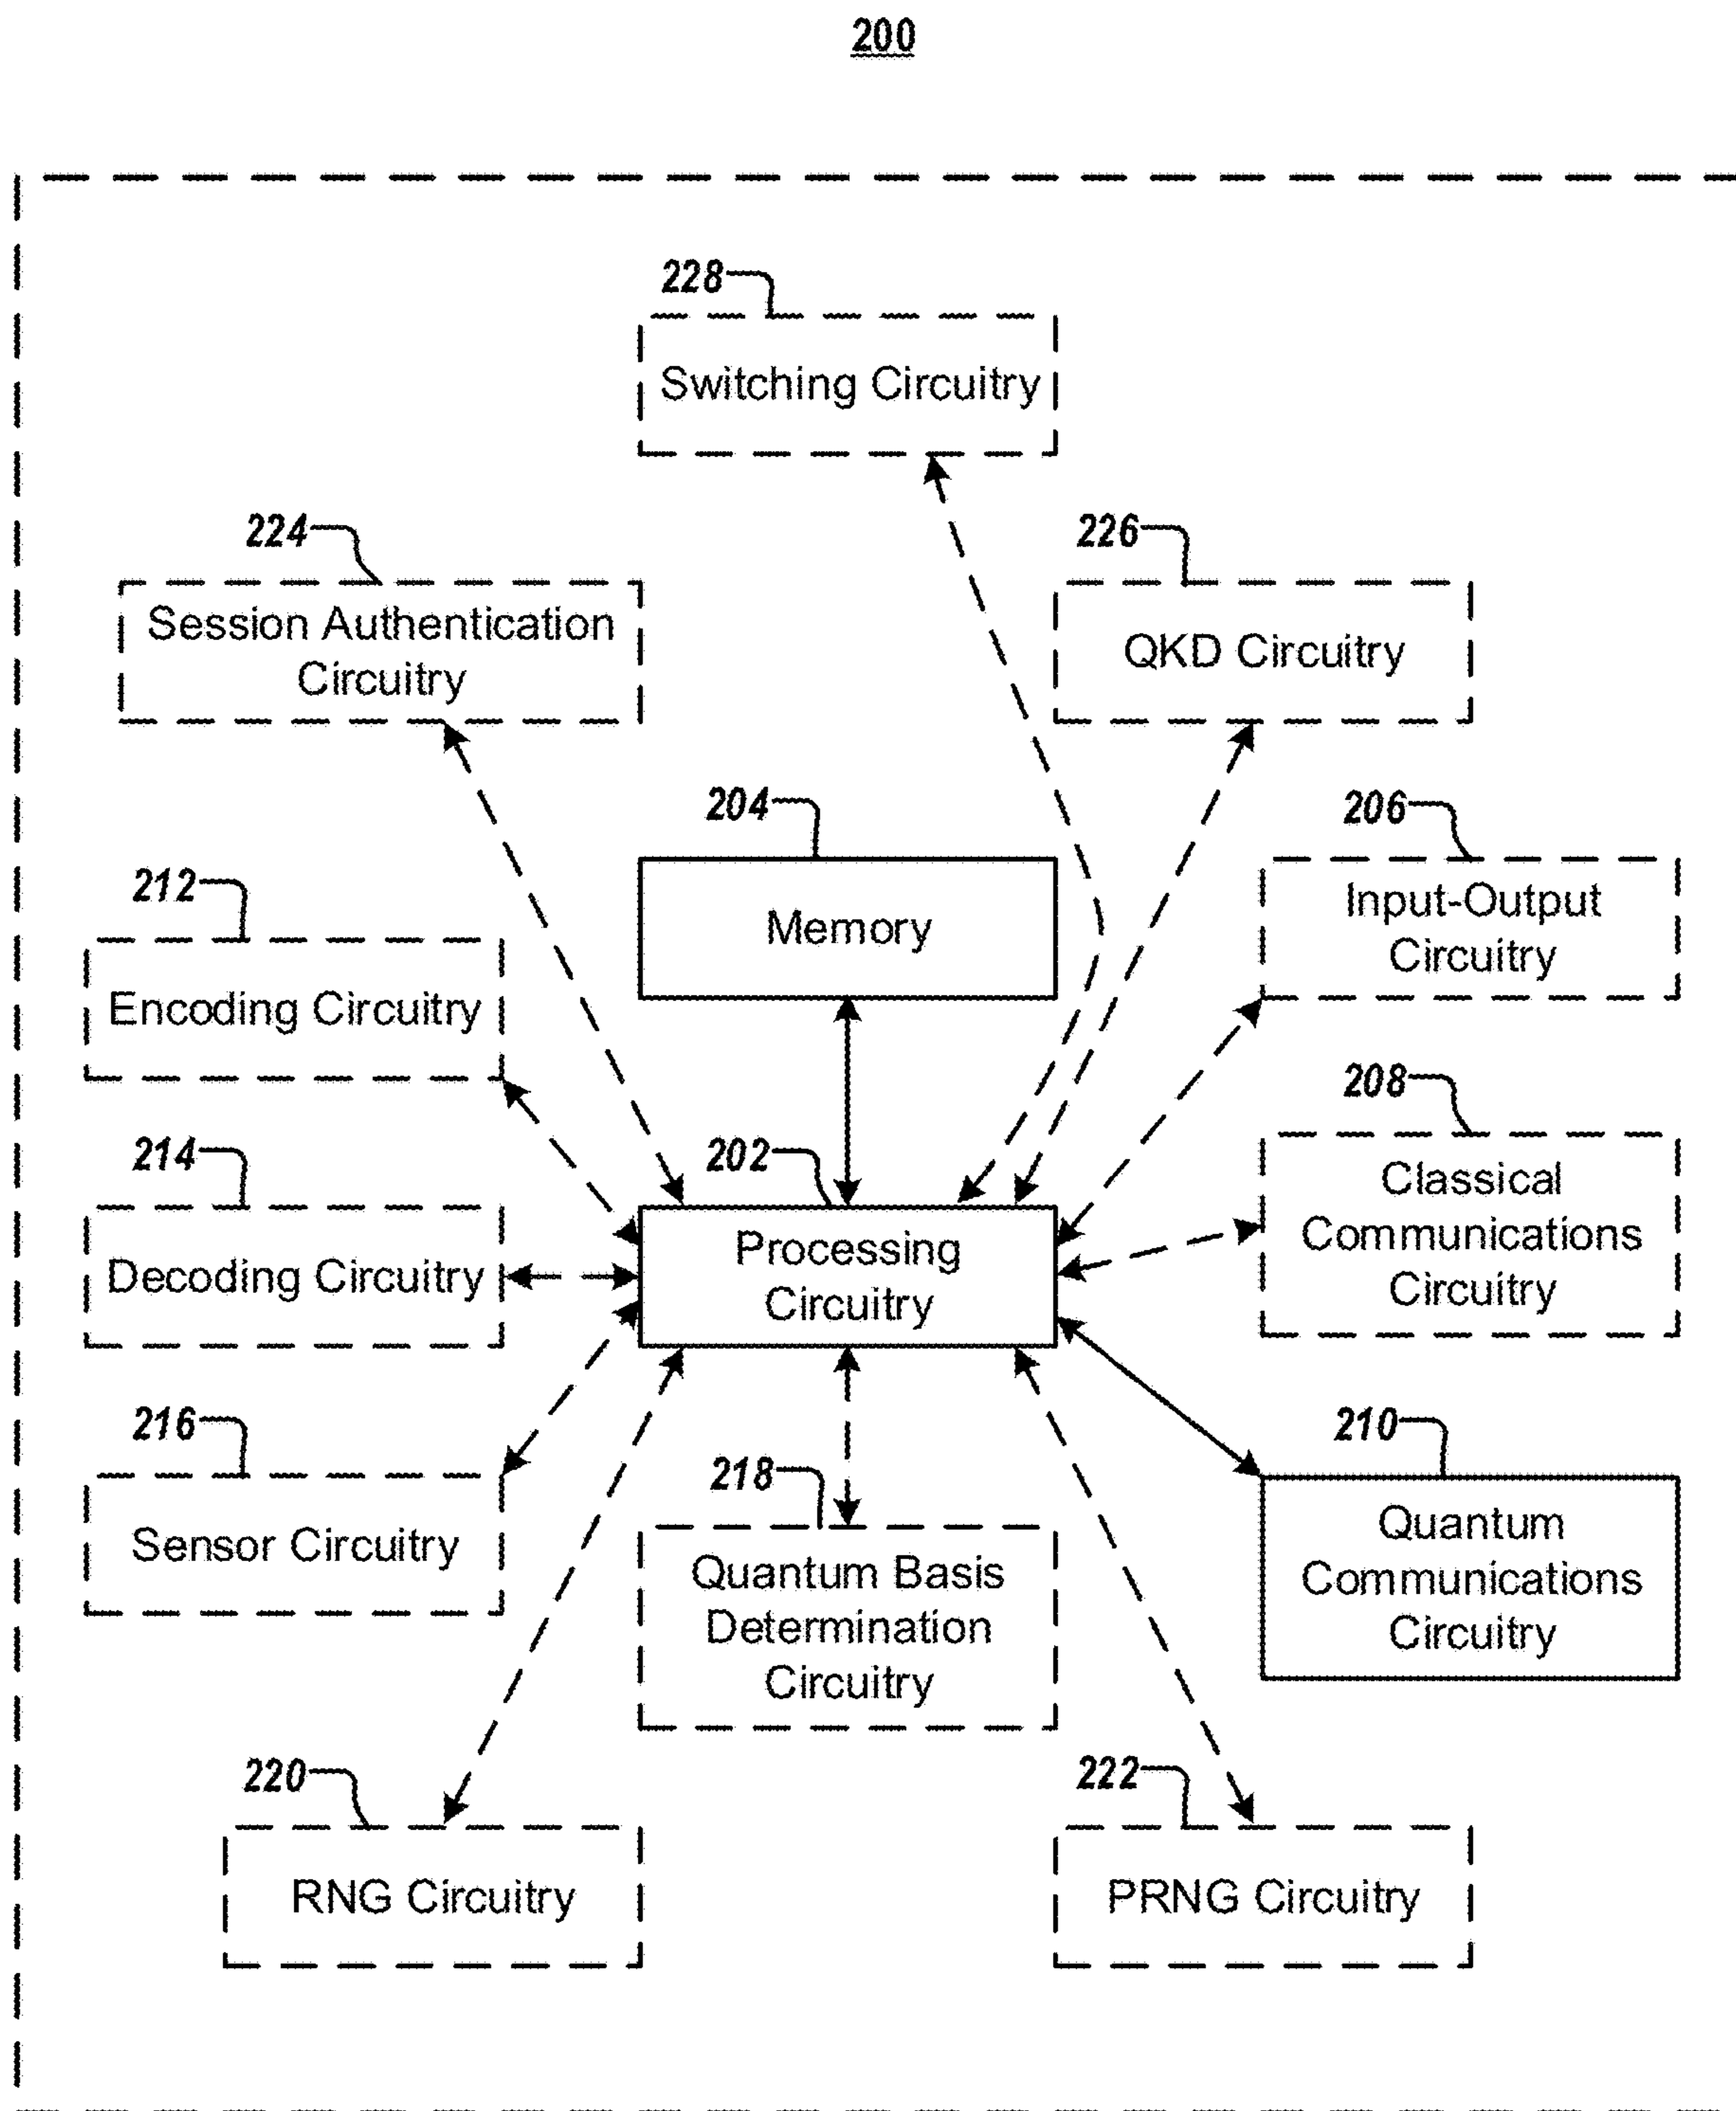 200
228
Switching Circuitry
224
Session Authentication
Circuitry
226
QKD Circuitry
204
Memory
206
Input-Output
Circuitry
212
Encoding Circuitry
208
Classical
Communications
Circuitry
214
Decoding Circuitry
202
Processing
Circuitry
210
Quantum
Communications
Circuitry
216
Sensor Circuitry
218
Quantum Basis
Determination
Circuitry
220
RNG Circuitry
222
PRNG Circuitry